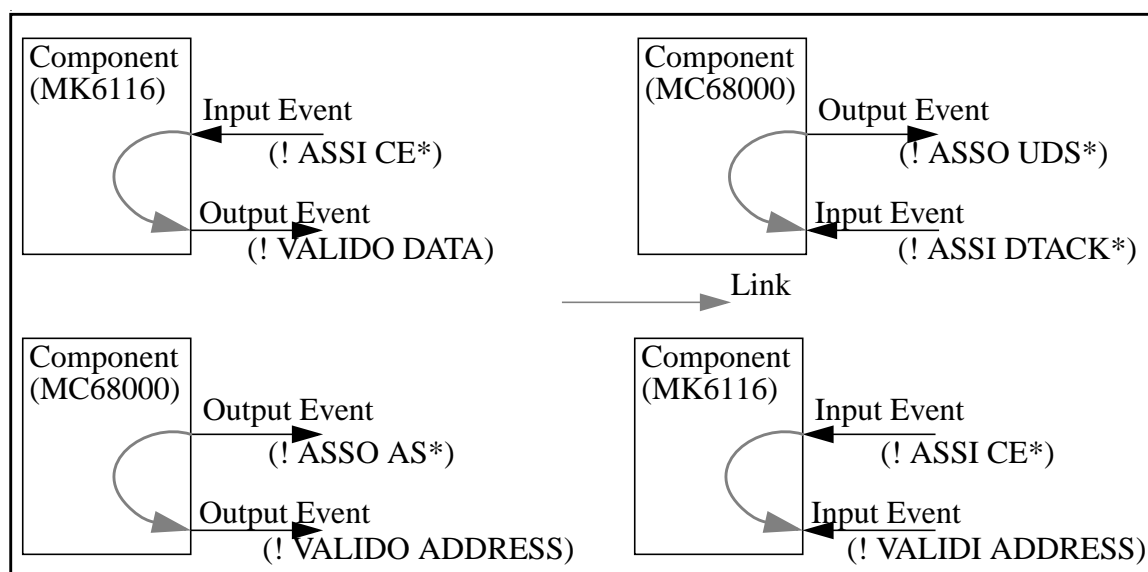 Component
(MK6116)
Input Event
(! ASSI CE*)
Output Event
(! VALIDO DATA)
Component
(MC68000)
Output Event
(! ASSO UDS*)
Input Event
(! ASSI DTACK*)
Link
Component
(MC68000)
Output Event
(! ASSO AS*)
Output Event
(! VALIDO ADDRESS)
Component
(MK6116)
Input Event
(! ASSI CE*)
Input Event
(! VALIDI ADDRESS)